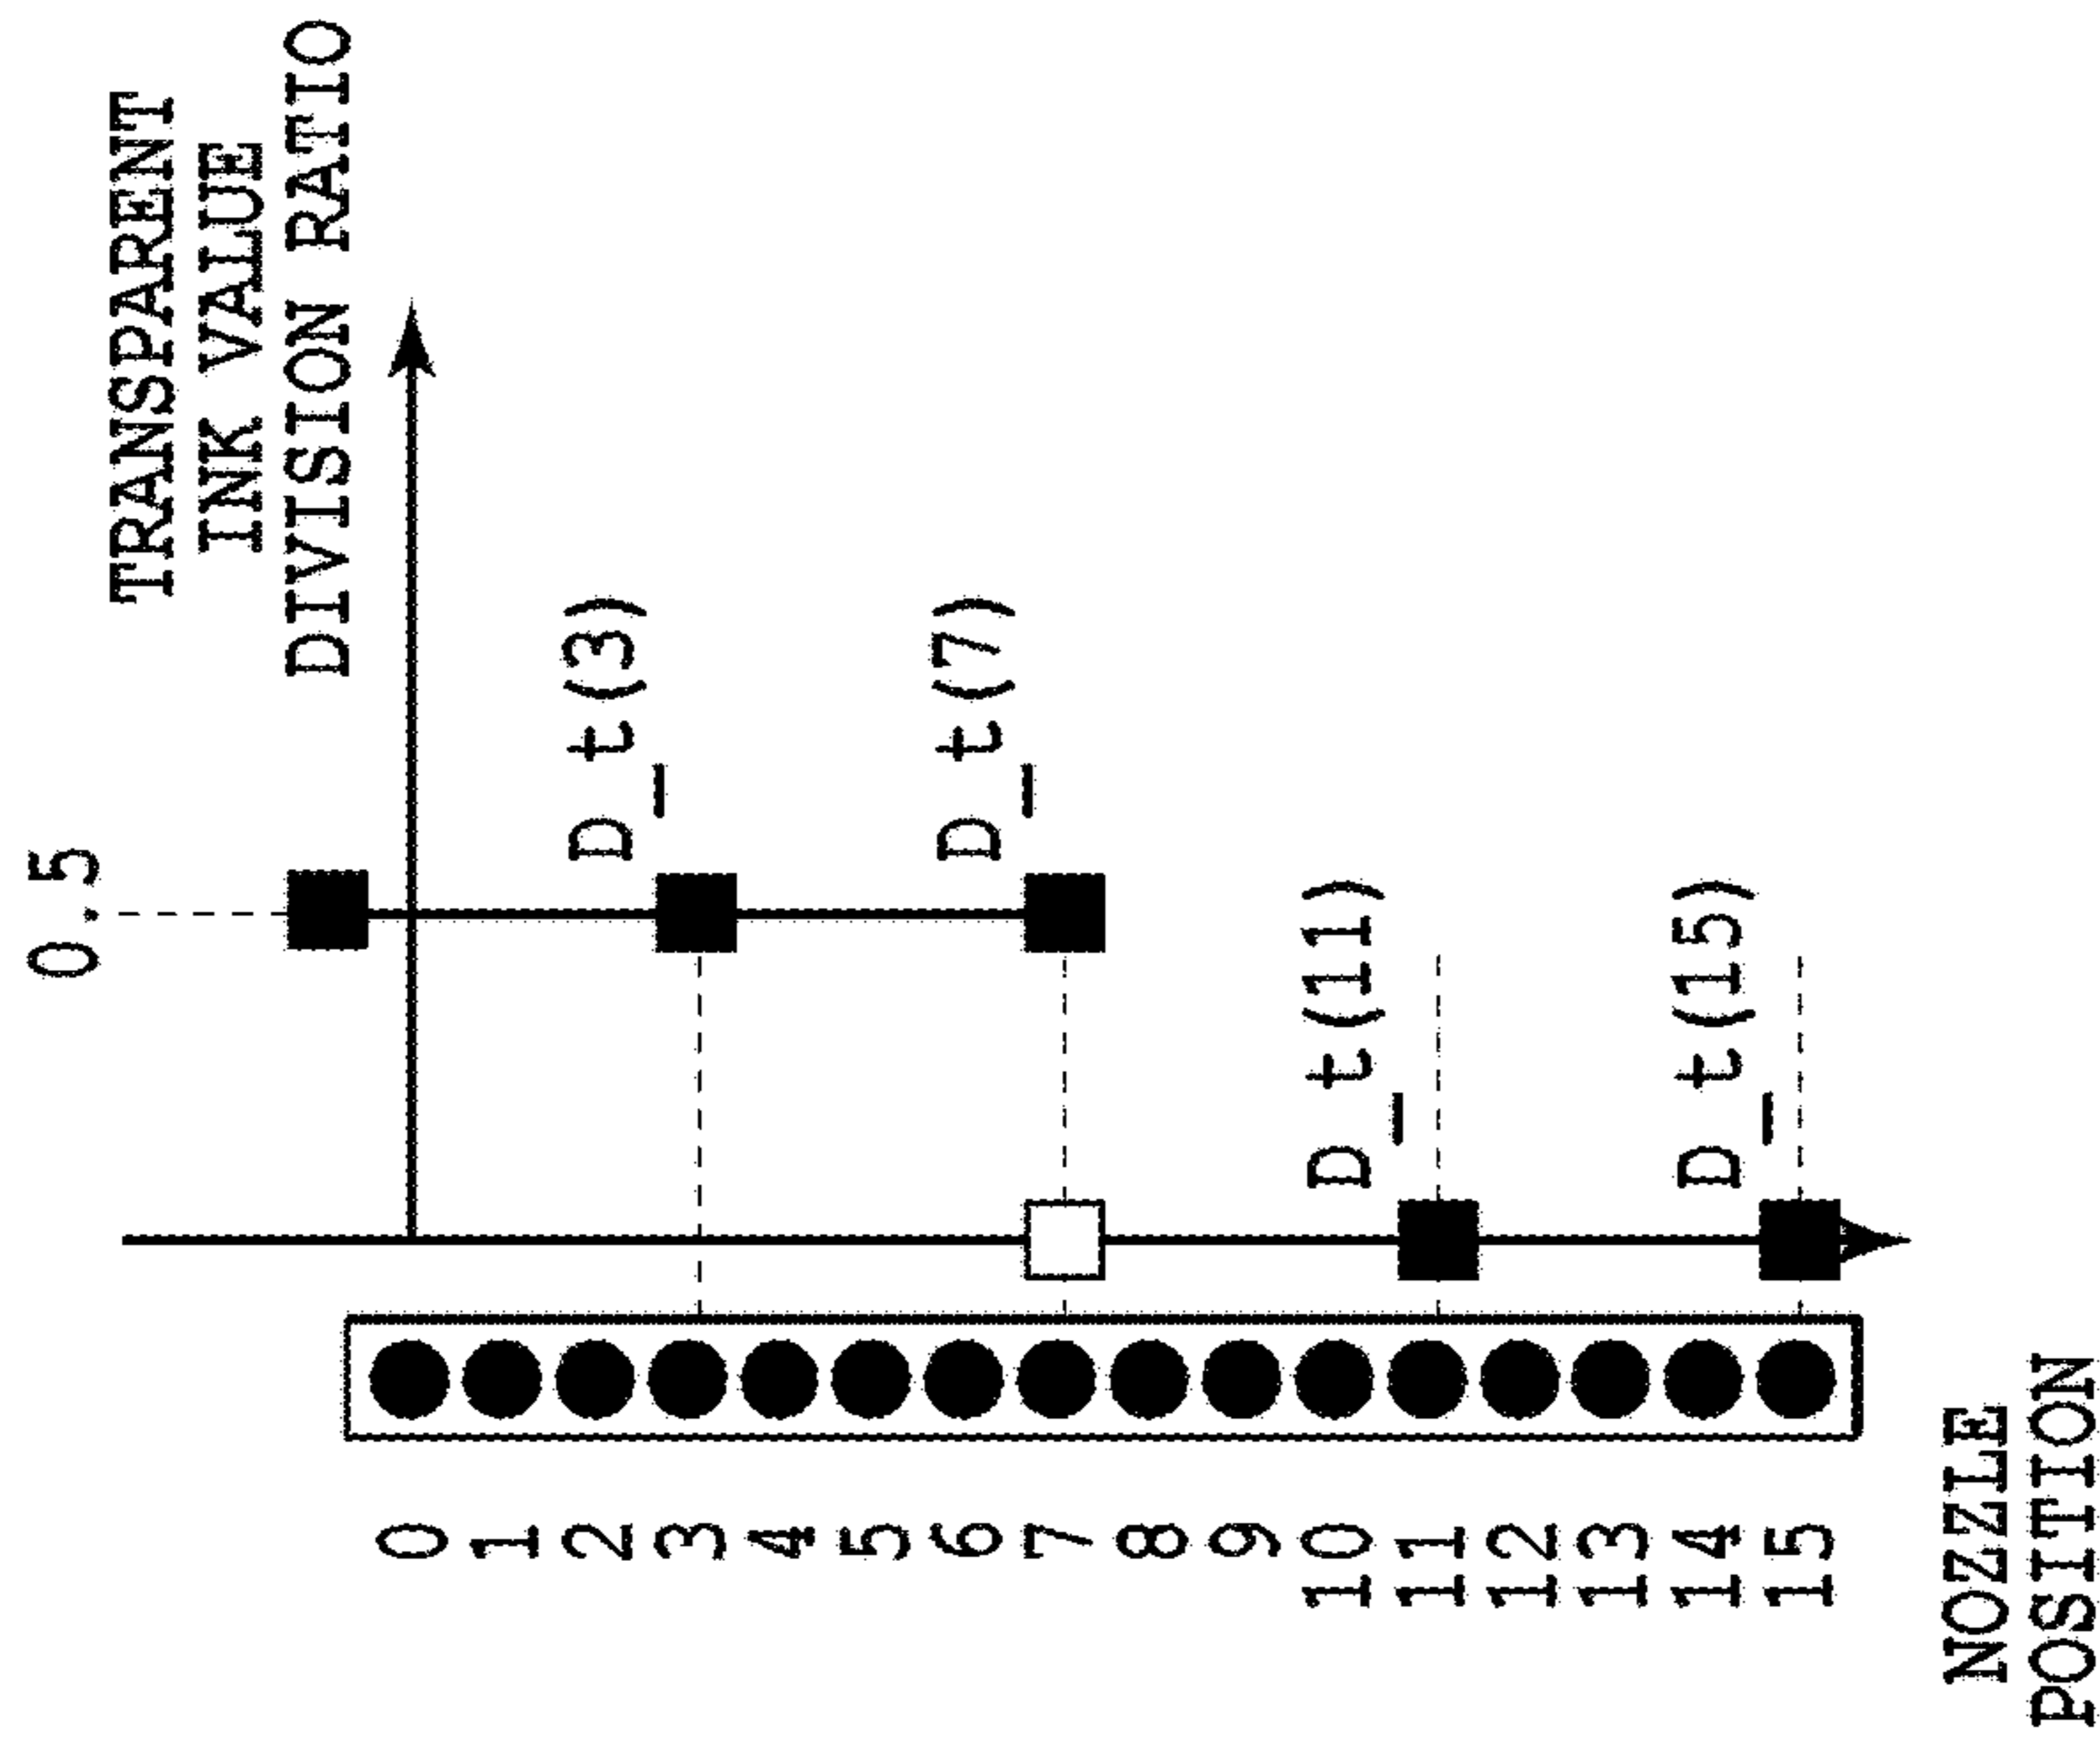 TRANSPARENT
INK VALUE
DIVISION RATIO
0.5
D_t(3)
D_t(7)
D_t(11)
D_t(15)
0
1
2
3
4
5
6
7
8
9
10
11
12
13
14
15
NOZZLE
POSITION